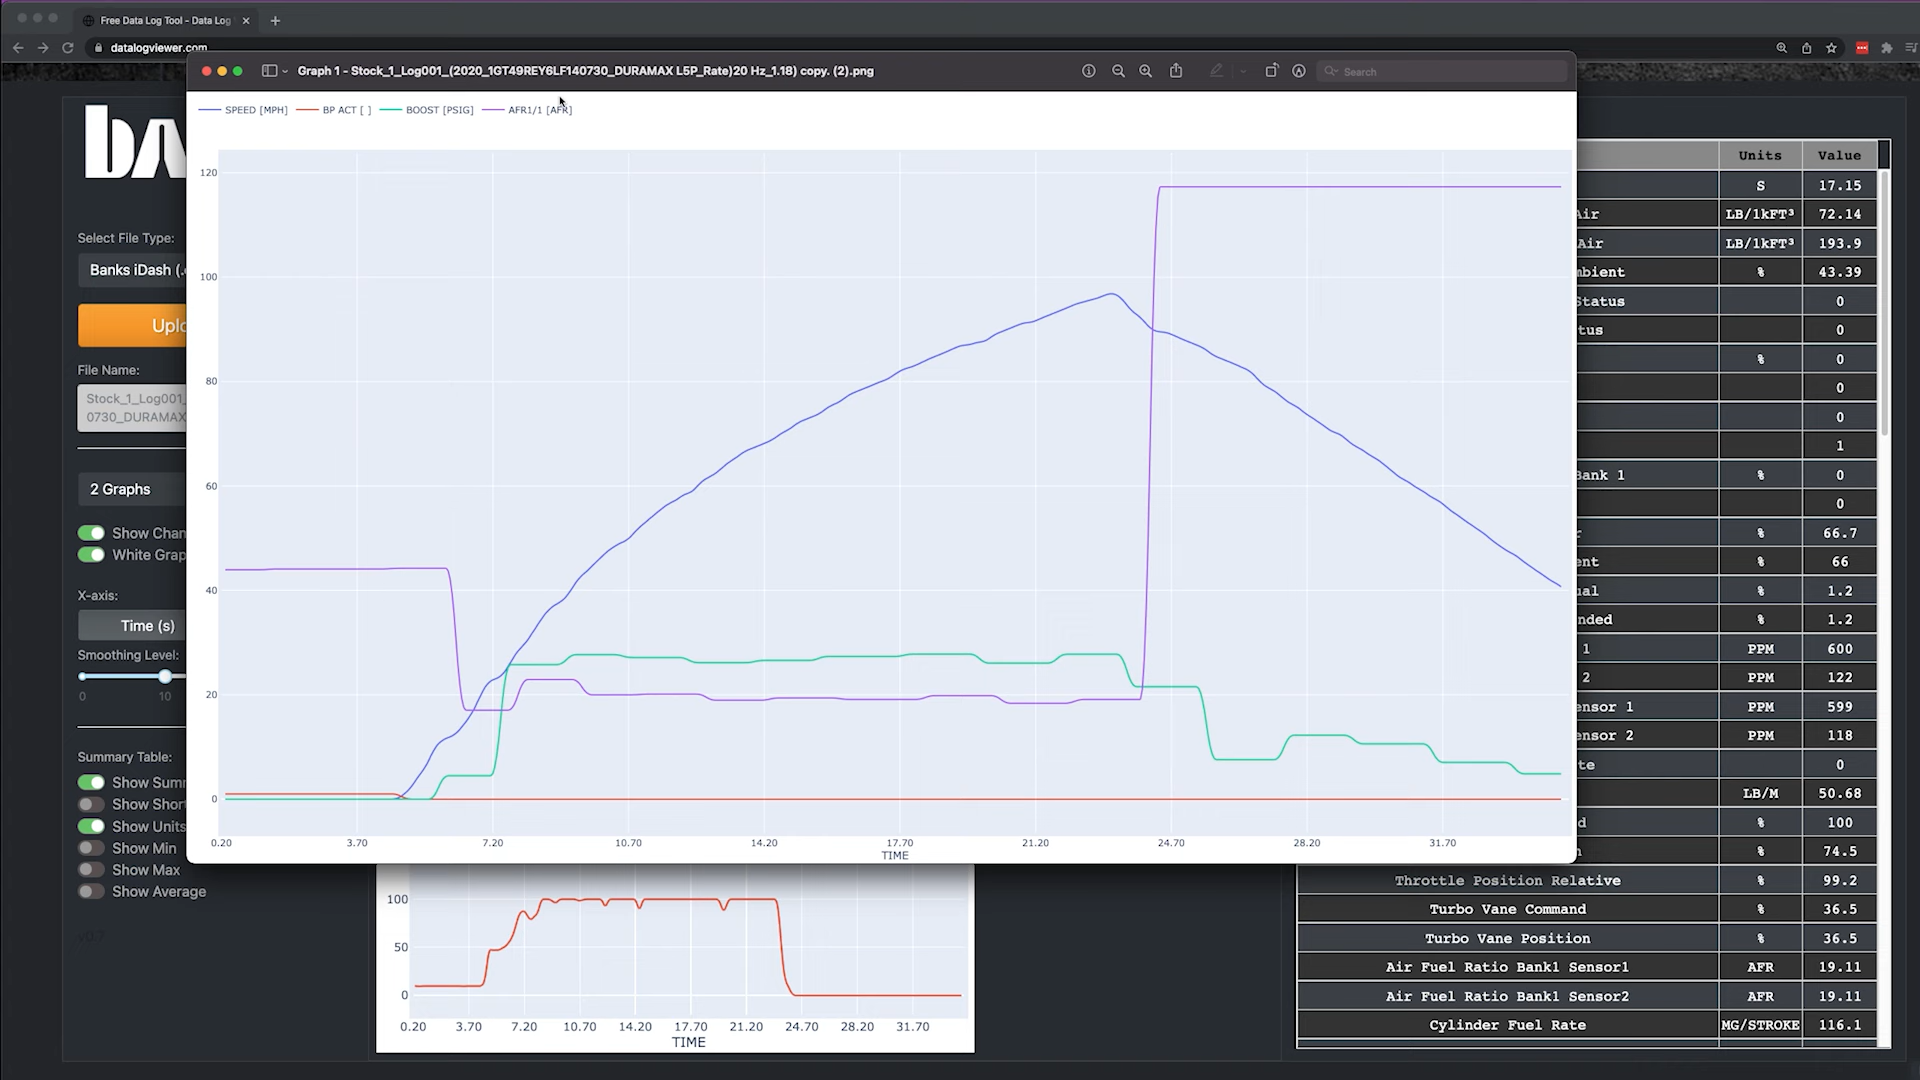 Free Data Log Tool - Data Log
datalogviewer.com
Graph 1 - Stock_1_Log001_(2020_1GT49REY6LF140730_DURAMAX L5P_Rate)20 Hz_1.18) copy. (2).png
Search
SPEED [MPH] BP ACT [ ] BOOST [PSIG] AFR1/1 [AFR]
120
100
80
60
40
20
0
0.20 3.70 7.20 10.70 14.20 17.70 21.20 24.70 28.20 31.70
TIME
Select File Type:
Banks iDash (.
Uplo
File Name:
Stock_1_Log001_
0730_DURAMAX
2 Graphs
Show Chan
White Grap
X-axis:
Time (s)
Smoothing Level:
0 10
Summary Table:
Show Sum
Show Shor
Show Units
Show Min
Show Max
Show Average
v0.7
100
50
0
0.20 3.70 7.20 10.70 14.20 17.70 21.20 24.70 28.20 31.70
TIME
Units Value
S 17.15
Air LB/1kFT³ 72.14
Air LB/1kFT³ 193.9
mbient % 43.39
Status 0
tus 0
% 0
0
0
1
Bank 1 % 0
0
r % 66.7
ent % 66
nal % 1.2
nded % 1.2
1 PPM 600
2 PPM 122
ensor 1 PPM 599
ensor 2 PPM 118
te 0
LB/M 50.68
d % 100
n % 74.5
Throttle Position Relative % 99.2
Turbo Vane Command % 36.5
Turbo Vane Position % 36.5
Air Fuel Ratio Bank1 Sensor1 AFR 19.11
Air Fuel Ratio Bank1 Sensor2 AFR 19.11
Cylinder Fuel Rate MG/STROKE 116.1